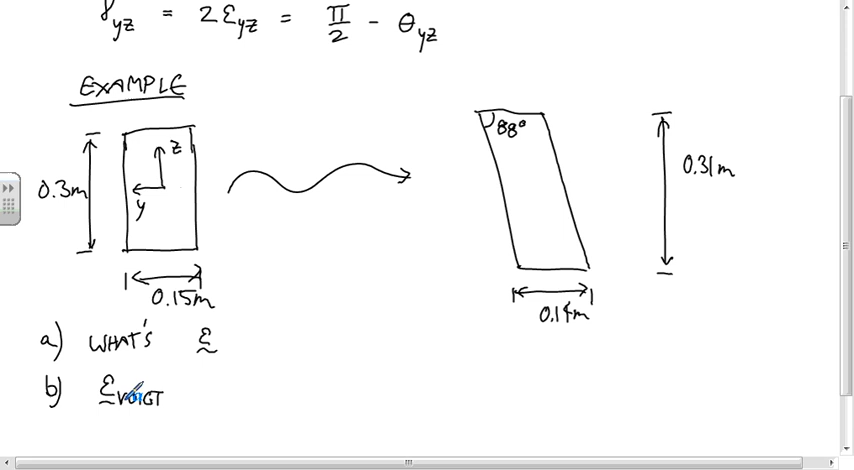 γyz = 2εyz = π/2 - θyz
EXAMPLE
0.3m
z
y
0.15m
88°
0.31m
0.14m
a) WHAT'S ε
b) εVOIGT